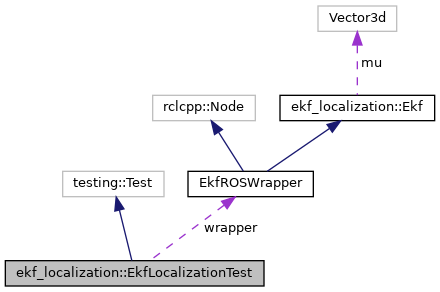 Vector3d
mu
rclcpp::Node
ekf_localization::Ekf
testing::Test
EkfROSWrapper
wrapper
ekf_localization::EkfLocalizationTest